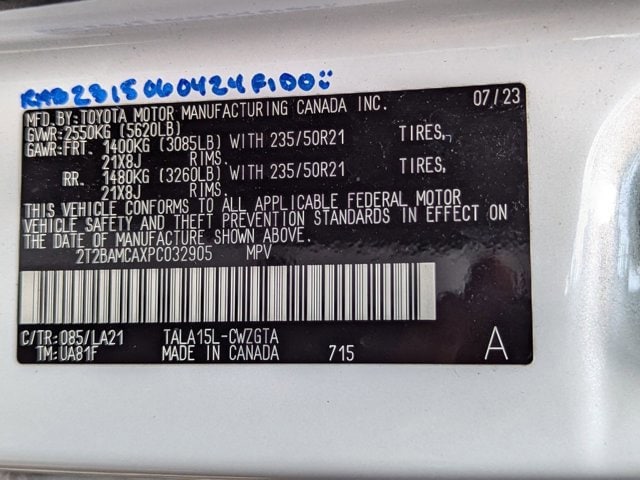 RMB2315060424F100
MFD. BY: TOYOTA MOTOR MANUFACTURING CANADA INC. 07/23
GVWR: 2550KG (5620LB)
GAWR: FRT. 1400KG (3085LB) WITH 235/50R21 TIRES,
21X8J RIMS.
RR. 1480KG (3260LB) WITH 235/50R21 TIRES,
21X8J RIMS.
THIS VEHICLE CONFORMS TO ALL APPLICABLE FEDERAL MOTOR
VEHICLE SAFETY AND THEFT PREVENTION STANDARDS IN EFFECT ON
THE DATE OF MANUFACTURE SHOWN ABOVE.
2T2BAMCAXPC032905 MPV
C/TR: 085/LA21 TALA15L-CWZGTA
TM: UA81F MADE IN CANADA 715 A